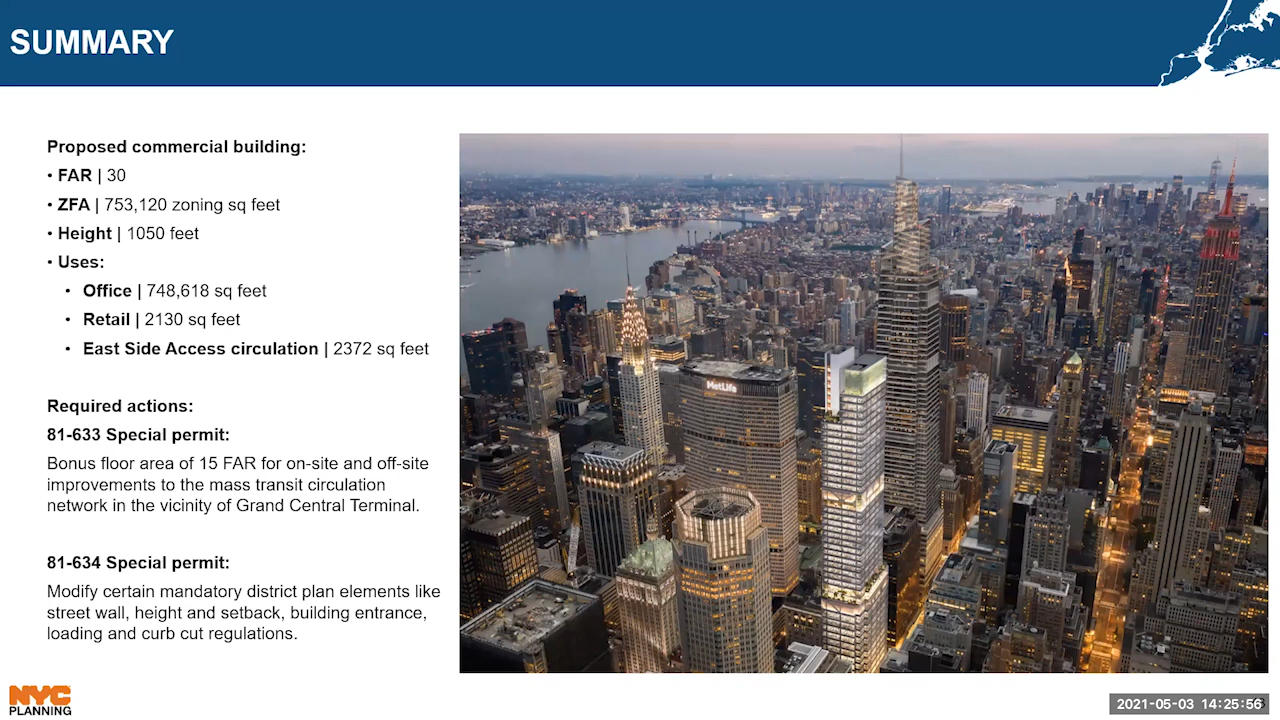 SUMMARY
Proposed commercial building:
• FAR | 30
• ZFA | 753,120 zoning sq feet
• Height | 1050 feet
• Uses:
• Office | 748,618 sq feet
• Retail | 2130 sq feet
• East Side Access circulation | 2372 sq feet
Required actions:
81-633 Special permit:
Bonus floor area of 15 FAR for on-site and off-site
improvements to the mass transit circulation
network in the vicinity of Grand Central Terminal.
81-634 Special permit:
Modify certain mandatory district plan elements like
street wall, height and setback, building entrance,
loading and curb cut regulations.
MetLife
NYC
PLANNING
2021-05-03 14:25:56